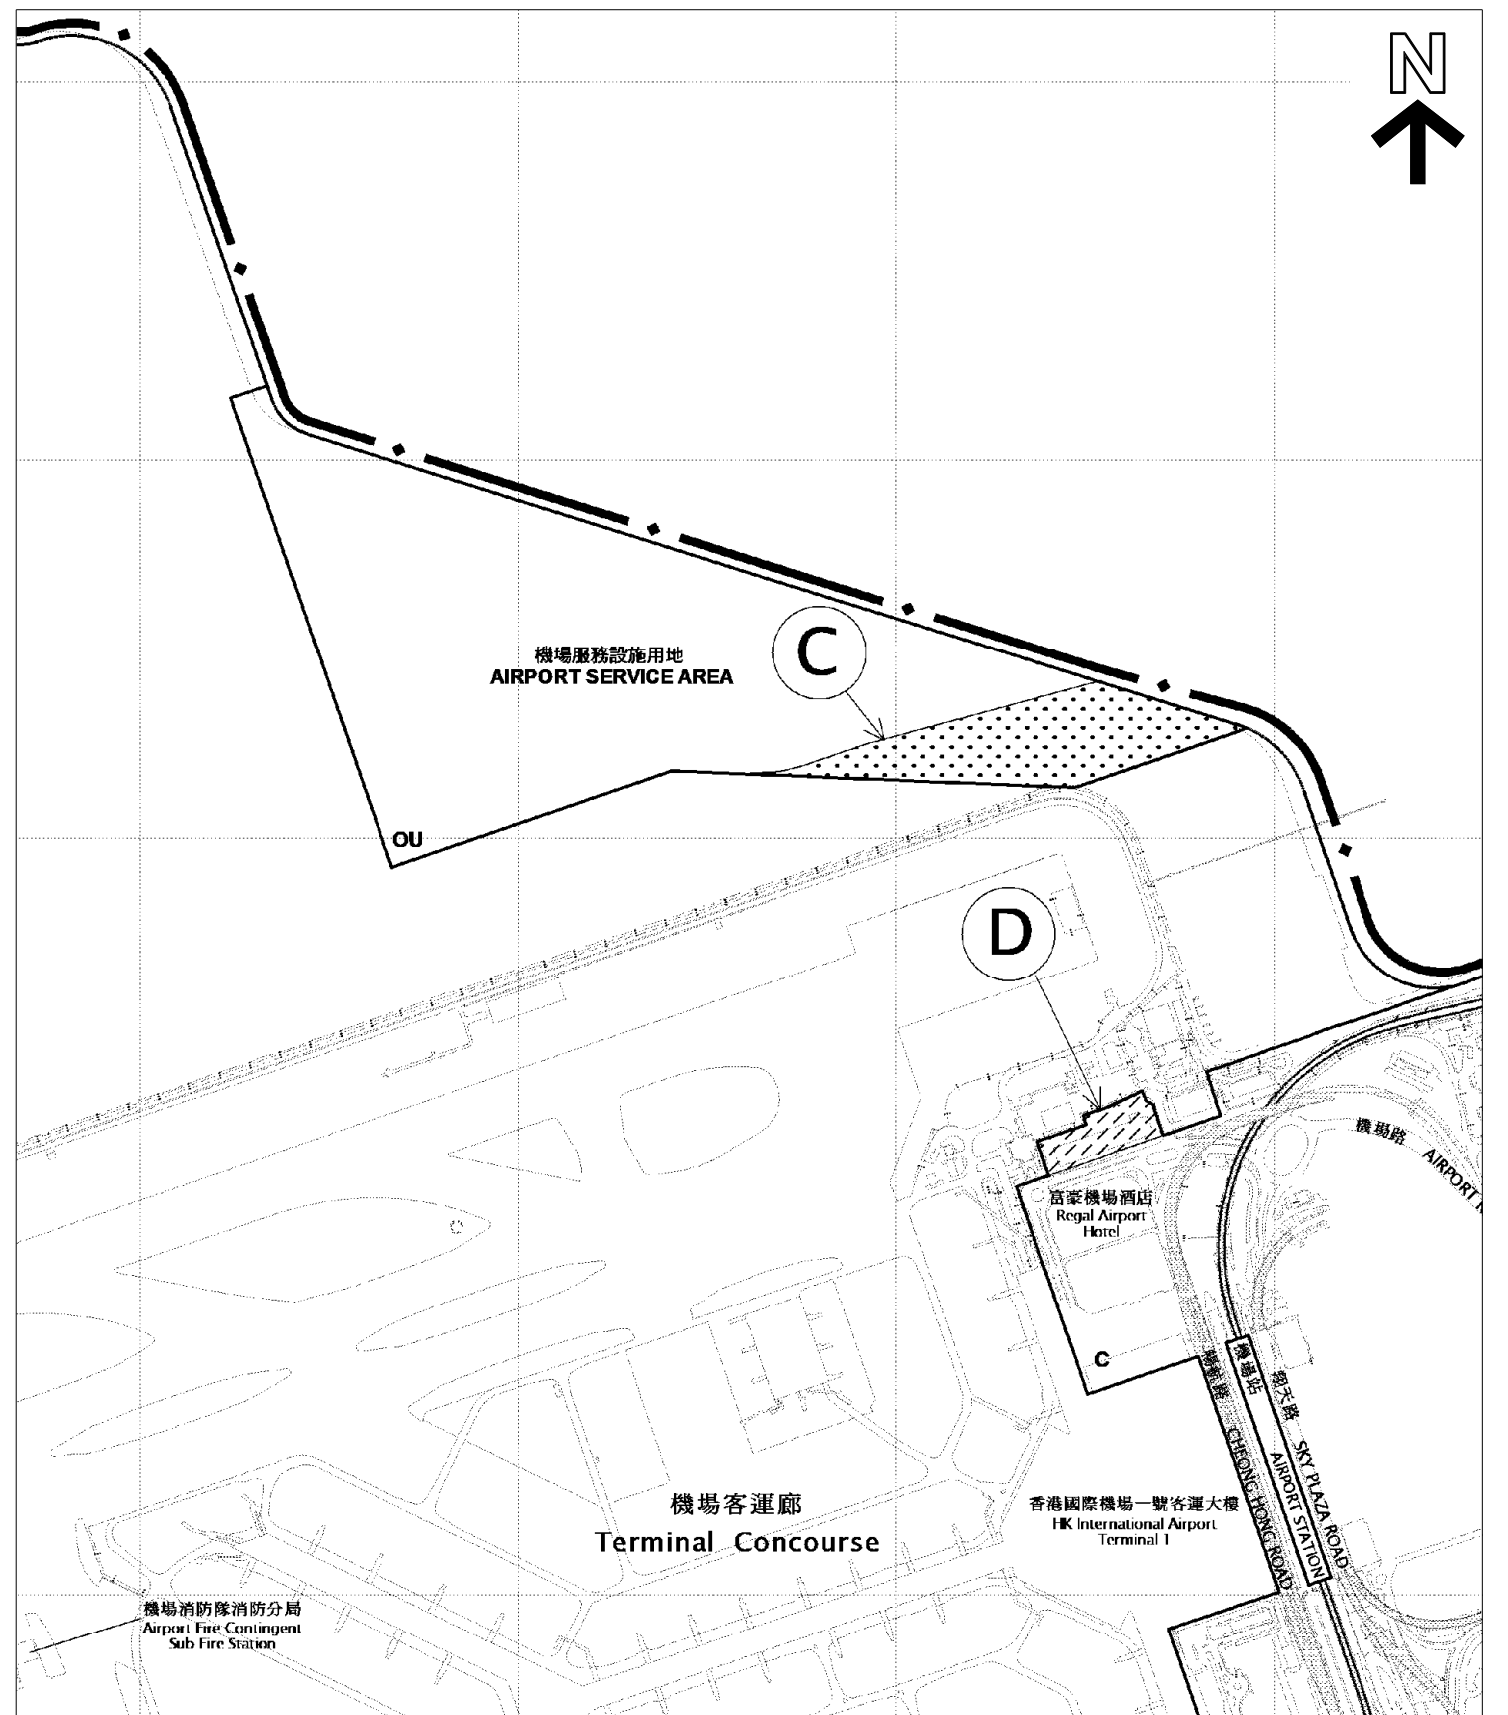 N
機場服務設施用地
AIRPORT SERVICE AREA
C
OU
D
機場路
AIRPORT
富豪機場酒店
Regal Airport
Hotel
C
暢航路 CHEONG HONG ROAD
機場站 AIRPORT STATION
翔天路 SKY PLAZA ROAD
機場客運廊
Terminal Concourse
香港國際機場一號客運大樓
HK International Airport
Terminal 1
機場消防隊消防分局
Airport Fire Contingent
Sub Fire Station